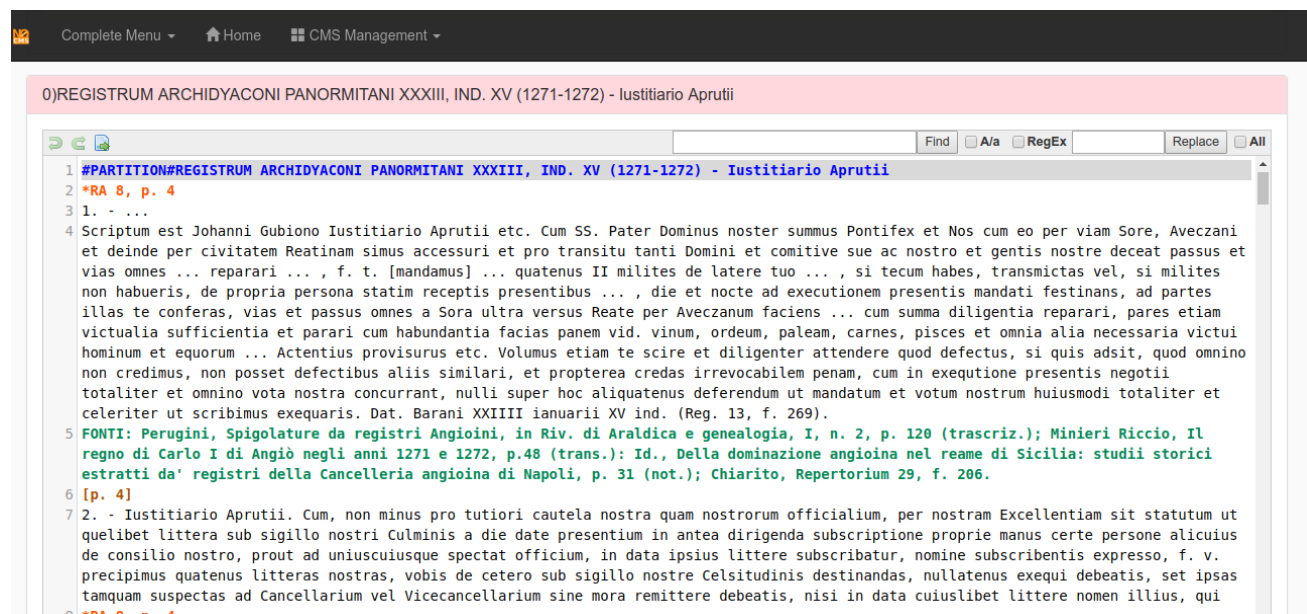 NA CMS Complete Menu Home CMS Management
0)REGISTRUM ARCHIDYACONI PANORMITANI XXXIII, IND. XV (1271-1272) - Iustitiario Aprutii
Find A/a RegEx Replace All
1 #PARTITION#REGISTRUM ARCHIDYACONI PANORMITANI XXXIII, IND. XV (1271-1272) - Iustitiario Aprutii
2 *RA 8, p. 4
3 1. - ...
4 Scriptum est Johanni Gubiono Iustitiario Aprutii etc. Cum SS. Pater Dominus noster summus Pontifex et Nos cum eo per viam Sore, Aveczani
et deinde per civitatem Reatinam simus accessuri et pro transitu tanti Domini et comitive sue ac nostro et gentis nostre deceat passus et
vias omnes ... reparari ... , f. t. [mandamus] ... quatenus II milites de latere tuo ... , si tecum habes, transmictas vel, si milites
non habueris, de propria persona statim receptis presentibus ... , die et nocte ad executionem presentis mandati festinans, ad partes
illas te conferas, vias et passus omnes a Sora ultra versus Reate per Aveczanum faciens ... cum summa diligentia reparari, pares etiam
victualia sufficientia et parari cum habundantia facias panem vid. vinum, ordeum, paleam, carnes, pisces et omnia alia necessaria victui
hominum et equorum ... Actentius provisurus etc. Volumus etiam te scire et diligenter attendere quod defectus, si quis adsit, quod omnino
non credimus, non posset defectibus aliis similari, et propterea credas irrevocabilem penam, cum in exequtione presentis negotii
totaliter et omnino vota nostra concurrant, nulli super hoc aliquatenus deferendum ut mandatum et votum nostrum huiusmodi totaliter et
celeriter ut scribimus exequaris. Dat. Barani XXIIII ianuarii XV ind. (Reg. 13, f. 269).
5 FONTI: Perugini, Spigolature da registri Angioini, in Riv. di Araldica e genealogia, I, n. 2, p. 120 (trascriz.); Minieri Riccio, Il
regno di Carlo I di Angiò negli anni 1271 e 1272, p.48 (trans.): Id., Della dominazione angioina nel reame di Sicilia: studii storici
estratti da' registri della Cancelleria angioina di Napoli, p. 31 (not.); Chiarito, Repertorium 29, f. 206.
6 [p. 4]
7 2. - Iustitiario Aprutii. Cum, non minus pro tutiori cautela nostra quam nostrorum officialium, per nostram Excellentiam sit statutum ut
quelibet littera sub sigillo nostri Culminis a die date presentium in antea dirigenda subscriptione proprie manus certe persone alicuius
de consilio nostro, prout ad uniuscuiusque spectat officium, in data ipsius littere subscribatur, nomine subscribentis expresso, f. v.
precipimus quatenus litteras nostras, vobis de cetero sub sigillo nostre Celsitudinis destinandas, nullatenus exequi debeatis, set ipsas
tamquam suspectas ad Cancellarium vel Vicecancellarium sine mora remittere debeatis, nisi in data cuiuslibet littere nomen illius, qui